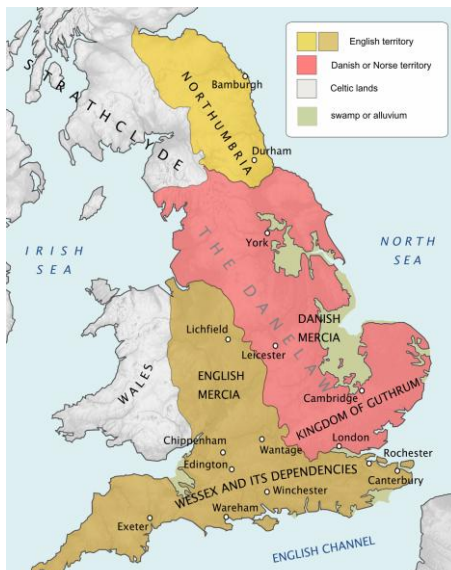 English territory
Danish or Norse territory
Celtic lands
swamp or alluvium
STRATHCLYDE
NORTHUMBRIA
Bamburgh
Durham
IRISH
SEA
NORTH
SEA
York
THE DANELAW
DANISH
MERCIA
Lichfield
Leicester
ENGLISH
MERCIA
WALES
Cambridge
KINGDOM OF GUTHRUM
Chippenham
Wantage
London
Rochester
Edington
WESSEX AND ITS DEPENDENCIES
Canterbury
Winchester
Exeter
Wareham
ENGLISH CHANNEL